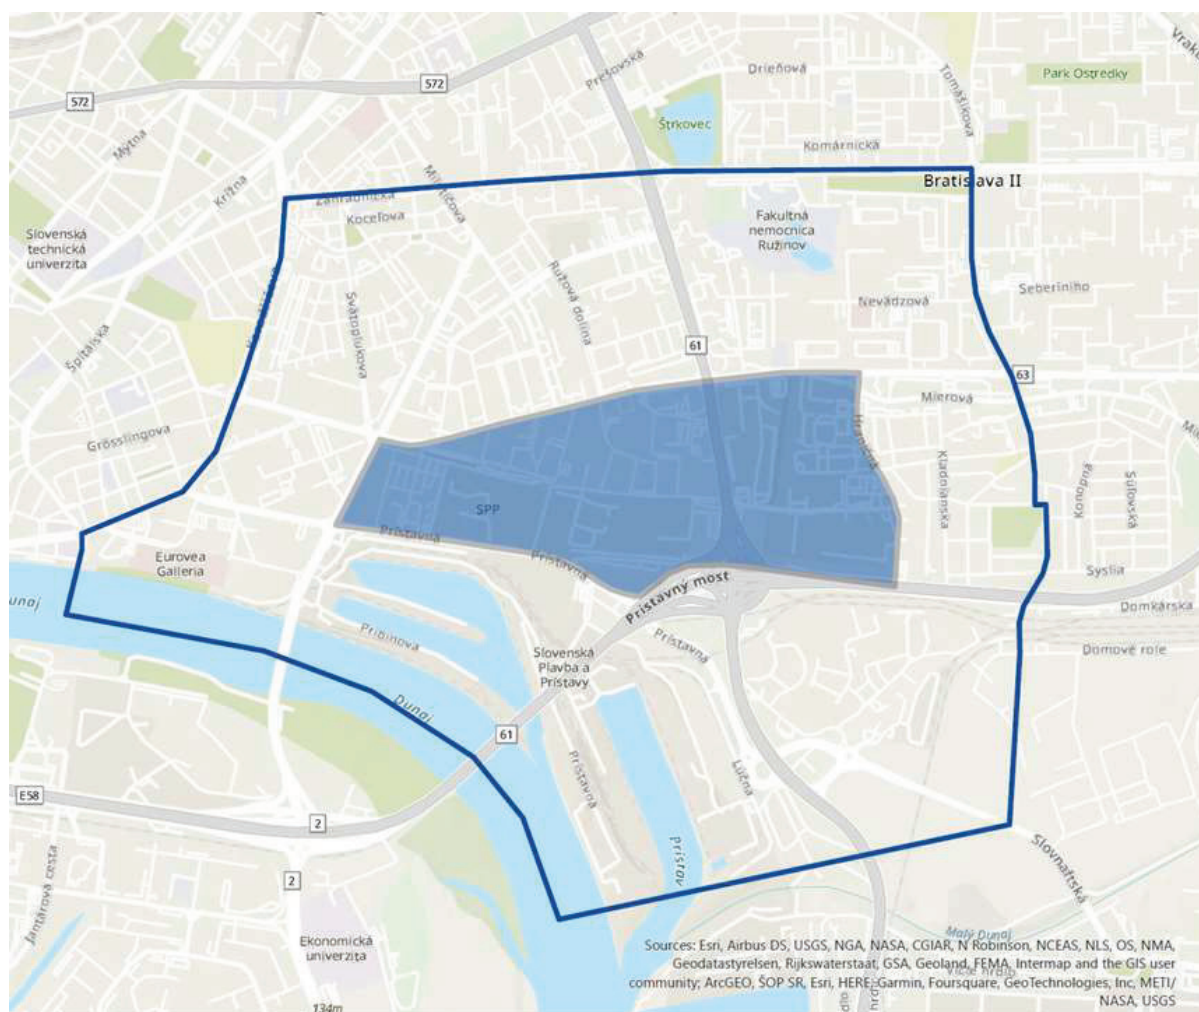 Vrak
Prešovská
Drieňová
Tomášikova
Park Ostredky
572
572
Štrkovec
Mýtna
Komárnická
Krížna
Miletičova
Bratislava II
Záhradnícka
Koceľova
Fakultná
nemocnica
Ružinov
Slovenská
technická
univerzita
Ružová dolina
Seberíniho
Nevädzová
Svätoplukova
Špitálska
61
63
Mierová
Grösslingova
Hraničná
Kladnianska
Konopná
Súľovská
SPP
Prístavná
Prístavná
Eurovea
Galleria
Syslia
Prístavný most
Domkárska
Dunaj
Pribinova
Prístavná
Domové role
Slovenská
Plavba a
Prístavy
Dunaj
61
Prístavná
Lúčna
E58
2
Prístav
Slovnaftská
2
Jantárová cesta
Malý Dunaj
Ekonomická
univerzita
Sources: Esri, Airbus DS, USGS, NGA, NASA, CGIAR, N Robinson, NCEAS, NLS, OS, NMA,
Geodatastyrelsen, Rijkswaterstaat, GSA, Geoland, FEMA, Intermap and the GIS user
community; ArcGEO, ŠOP SR, Esri, HERE, Garmin, Foursquare, GeoTechnologies, Inc, METI/
NASA, USGS
134m